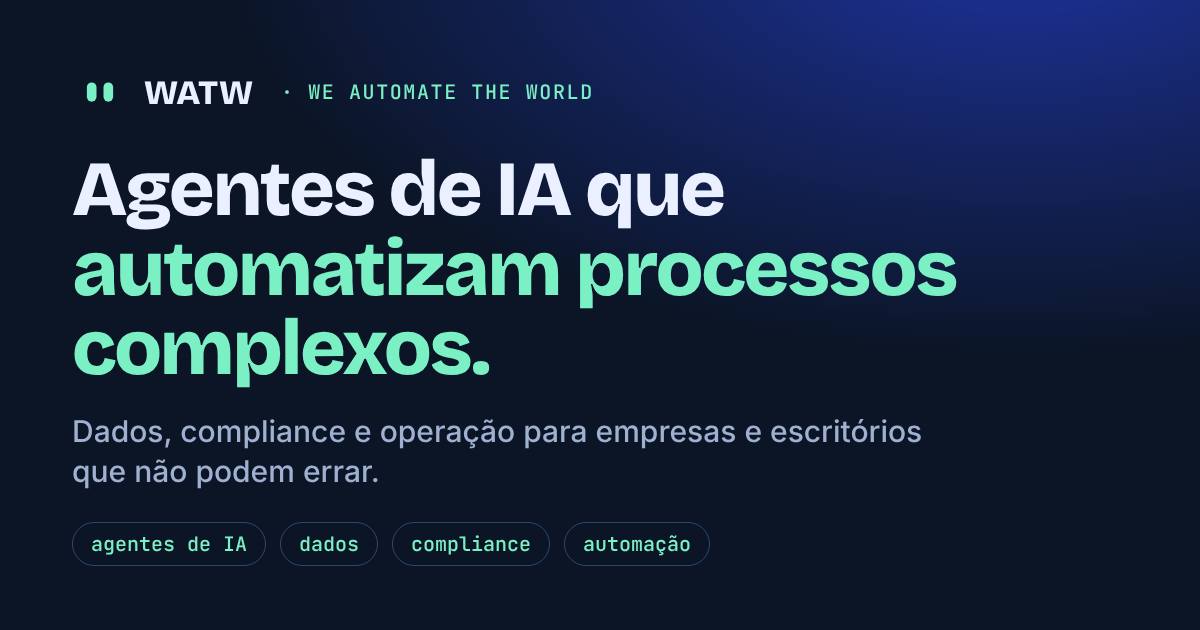 WATW · WE AUTOMATE THE WORLD
Agentes de IA que
automatizam processos
complexos.
Dados, compliance e operação para empresas e escritórios
que não podem errar.
agentes de IA dados compliance automação